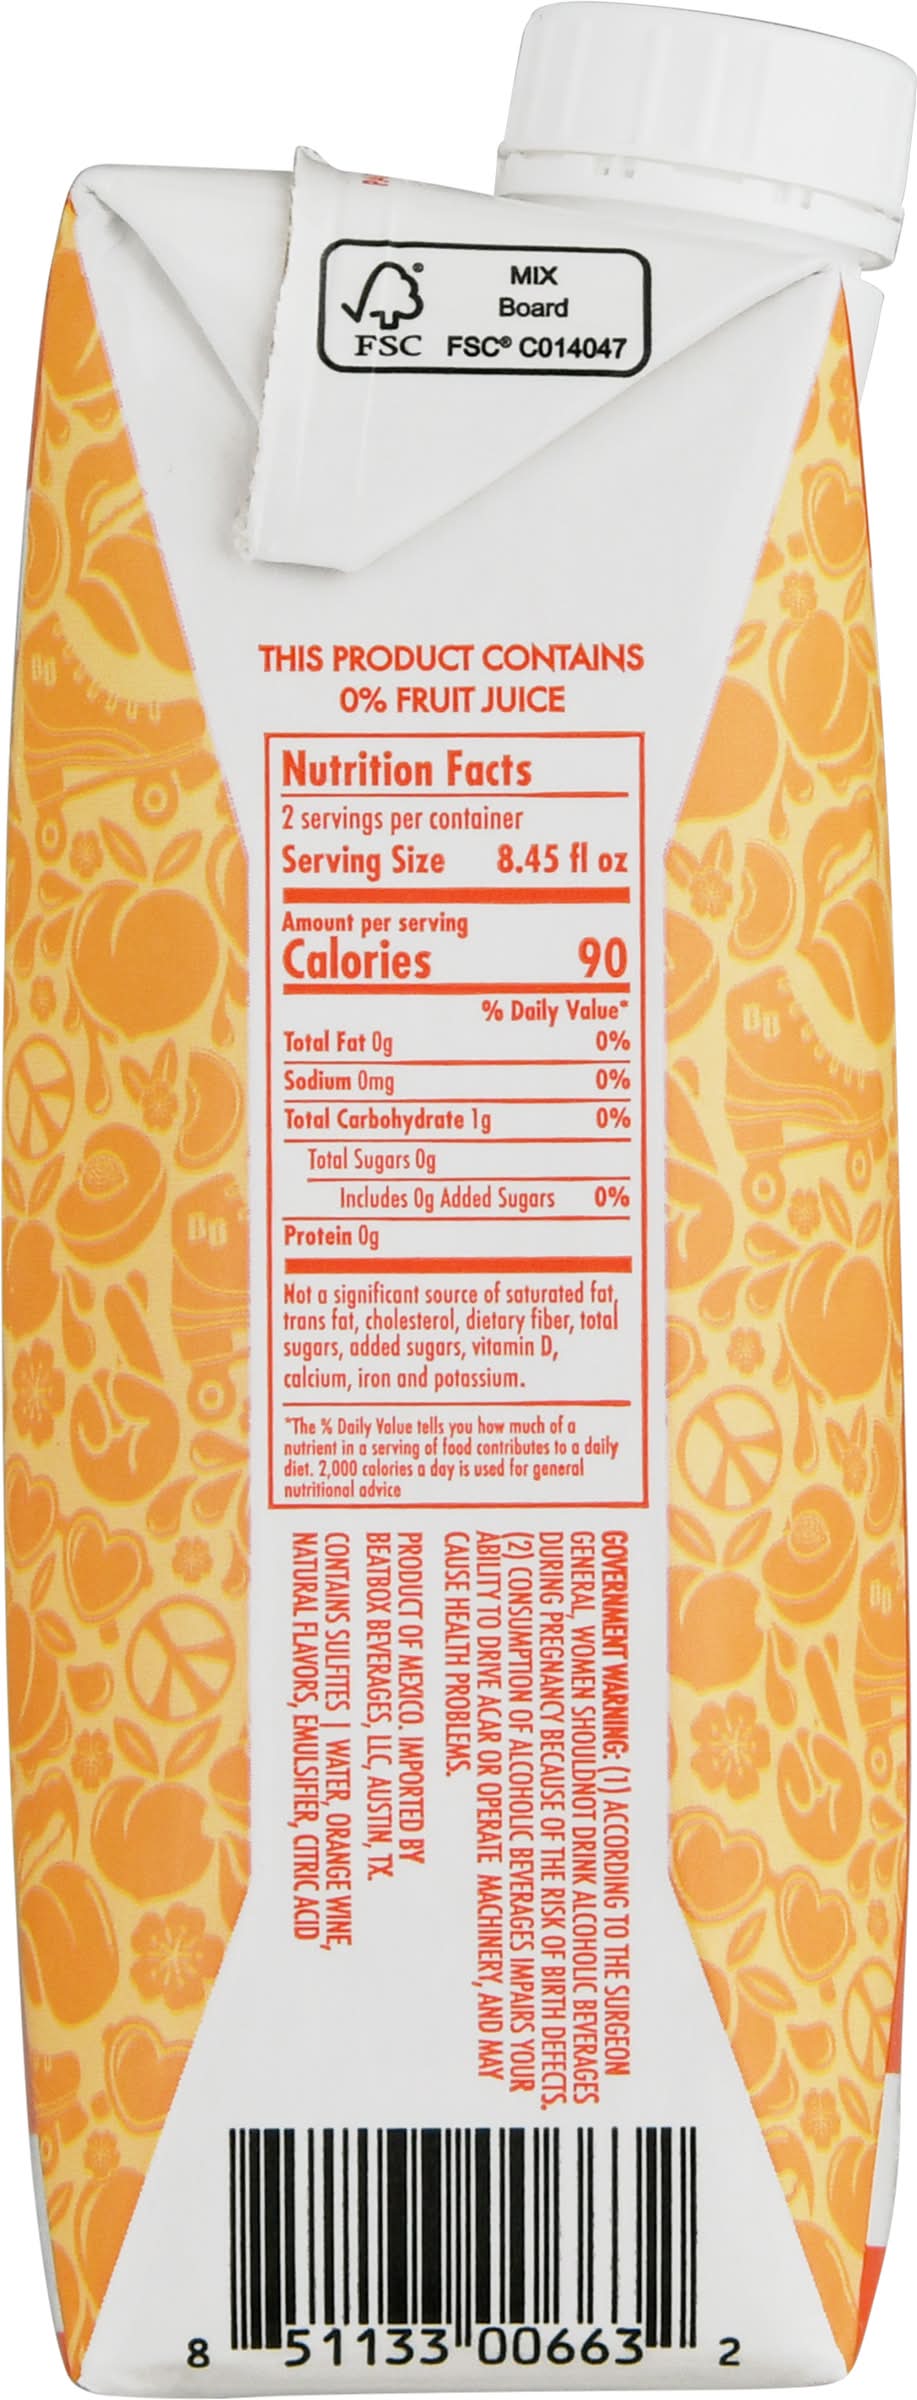 MIX
Board
FSC® C014047
FSC
THIS PRODUCT CONTAINS
0% FRUIT JUICE
Nutrition Facts
2 servings per container
Serving Size 8.45 fl oz
Amount per serving
Calories 90
% Daily Value*
Total Fat 0g 0%
Sodium 0mg 0%
Total Carbohydrate 1g 0%
Total Sugars 0g
Includes 0g Added Sugars 0%
Protein 0g
Not a significant source of saturated fat,
trans fat, cholesterol, dietary fiber, total
sugars, added sugars, vitamin D,
calcium, iron and potassium.
*The % Daily Value tells you how much of a
nutrient in a serving of food contributes to a daily
diet. 2,000 calories a day is used for general
nutritional advice
GOVERNMENT WARNING: (1) ACCORDING TO THE SURGEON
GENERAL, WOMEN SHOULDNOT DRINK ALCOHOLIC BEVERAGES
DURING PREGNANCY BECAUSE OF THE RISK OF BIRTH DEFECTS.
(2) CONSUMPTION OF ALCOHOLIC BEVERAGES IMPAIRS YOUR
ABILITY TO DRIVE ACAR OR OPERATE MACHINERY, AND MAY
CAUSE HEALTH PROBLEMS.
PRODUCT OF MEXICO. IMPORTED BY
BEATBOX BEVERAGES, LLC, AUSTIN, TX.
CONTAINS SULFITES | WATER, ORANGE WINE,
NATURAL FLAVORS, EMULSIFIER, CITRIC ACID
8 51133 00663 2